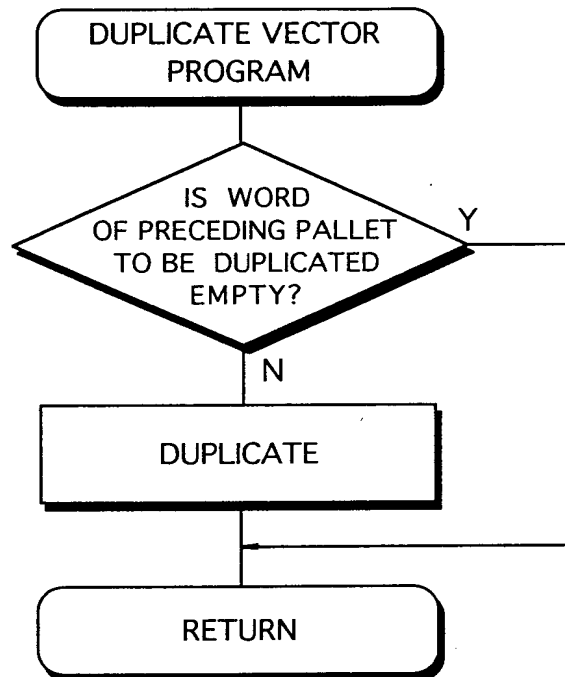 DUPLICATE VECTOR
PROGRAM
IS WORD
OF PRECEDING PALLET
TO BE DUPLICATED
EMPTY?
Y
N
DUPLICATE
RETURN